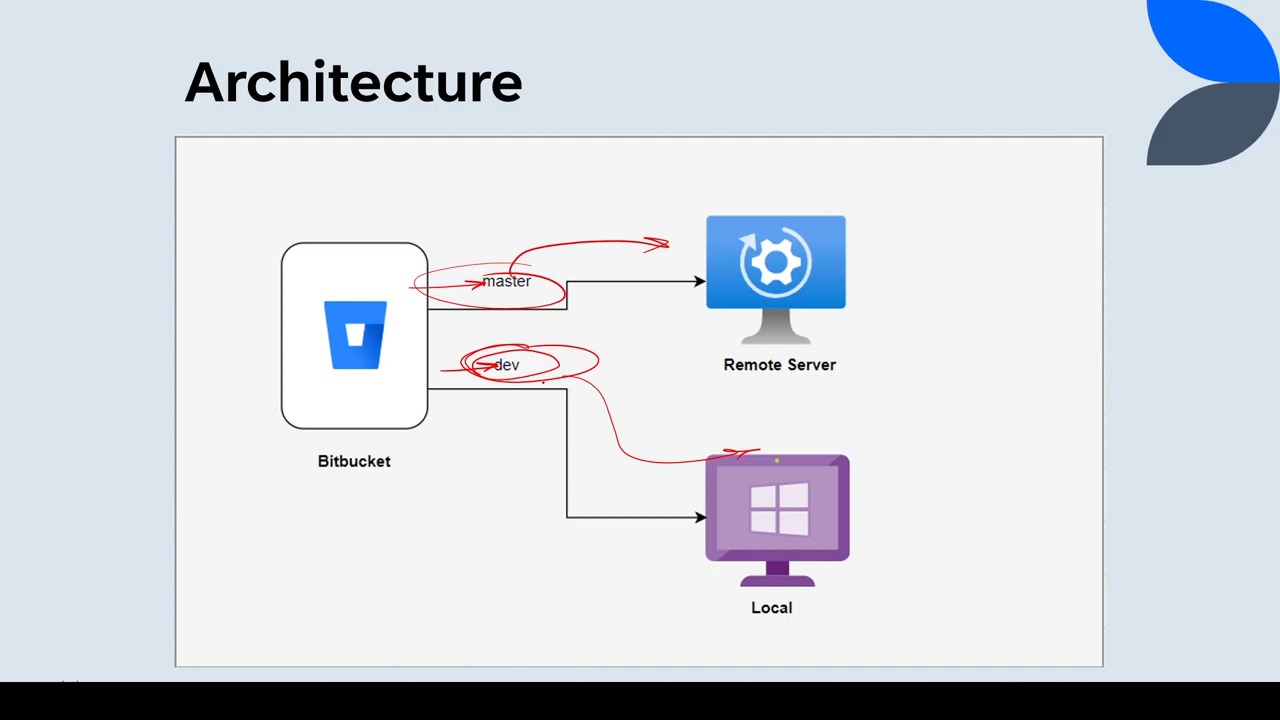 Architecture
master
dev
Remote Server
Bitbucket
Local